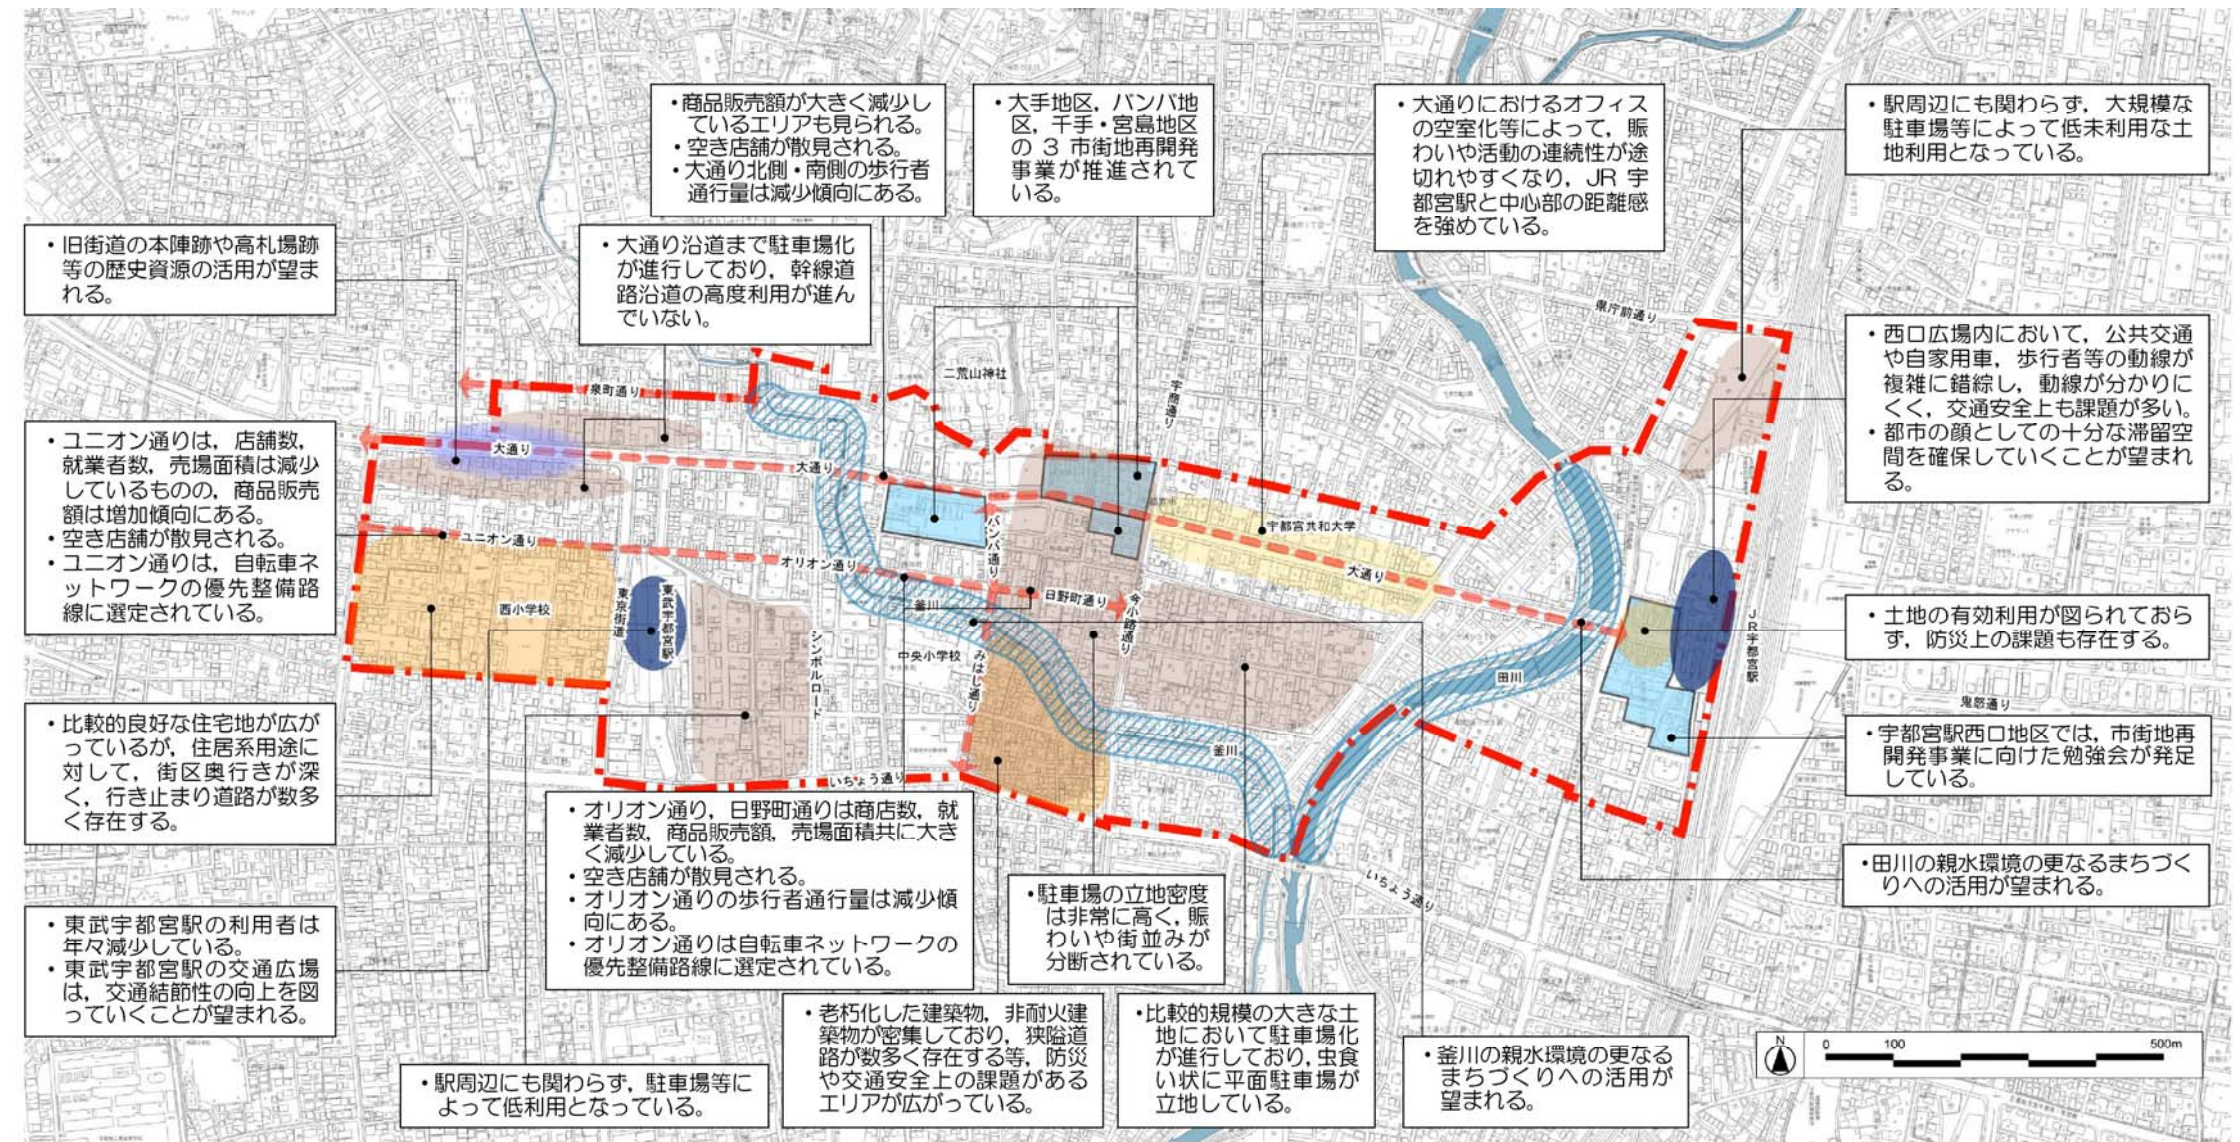 ・商品販売額が大きく減少し
ているエリアも見られる。
・空き店舗が散見される。
・大通り北側・南側の歩行者
通行量は減少傾向にある。
・大手地区，バンバ地
区，千手・宮島地区
の 3 市街地再開発
事業が推進されて
いる。
・大通りにおけるオフィス
の空室化等によって，賑
わいや活動の連続性が途
切れやすくなり，JR 宇
都宮駅と中心部の距離感
を強めている。
・駅周辺にも関わらず，大規模な
駐車場等によって低未利用な土
地利用となっている。
・旧街道の本陣跡や高札場跡
等の歴史資源の活用が望ま
れる。
・大通り沿道まで駐車場化
が進行しており，幹線道
路沿道の高度利用が進ん
でいない。
・西口広場内において，公共交通
や自家用車，歩行者等の動線が
複雑に錯綜し，動線が分かりに
くく，交通安全上も課題が多い。
・都市の顔としての十分な滞留空
間を確保していくことが望まれ
る。
・ユニオン通りは，店舗数，
就業者数，売場面積は減少
しているものの，商品販売
額は増加傾向にある。
・空き店舗が散見される。
・ユニオン通りは，自転車ネ
ットワークの優先整備路
線に選定されている。
県庁前通り
二荒山神社
宇商通り
泉町通り
大通り
大通り
バンバ通り
宇都宮共和大学
大通り
ユニオン通り
オリオン通り
日野町通り
釜川
今小路通り
西小学校
東京街道
東武宇都宮駅
シンボルロード
中央小学校
みはし通り
田川
JR宇都宮駅
鬼怒通り
釜川
いちょう通り
いちょう通り
・土地の有効利用が図られておら
ず，防災上の課題も存在する。
・比較的良好な住宅地が広が
っているが，住居系用途に
対して，街区奥行きが深
く，行き止まり道路が数多
く存在する。
・宇都宮駅西口地区では，市街地再
開発事業に向けた勉強会が発足
している。
・オリオン通り，日野町通りは商店数，就
業者数，商品販売額，売場面積共に大き
く減少している。
・空き店舗が散見される。
・オリオン通りの歩行者通行量は減少傾
向にある。
・オリオン通りは自転車ネットワークの
優先整備路線に選定されている。
・駐車場の立地密度
は非常に高く，賑
わいや街並みが
分断されている。
・田川の親水環境の更なるまちづく
りへの活用が望まれる。
・東武宇都宮駅の利用者は
年々減少している。
・東武宇都宮駅の交通広場
は，交通結節性の向上を図
っていくことが望まれる。
・老朽化した建築物，非耐火建
築物が密集しており，狭隘道
路が数多く存在する等，防災
や交通安全上の課題がある
エリアが広がっている。
・比較的規模の大きな土
地において駐車場化
が進行しており，虫食
い状に平面駐車場が
立地している。
・釜川の親水環境の更なる
まちづくりへの活用が
望まれる。
・駅周辺にも関わらず，駐車場等に
よって低利用となっている。
N
0 100 500m